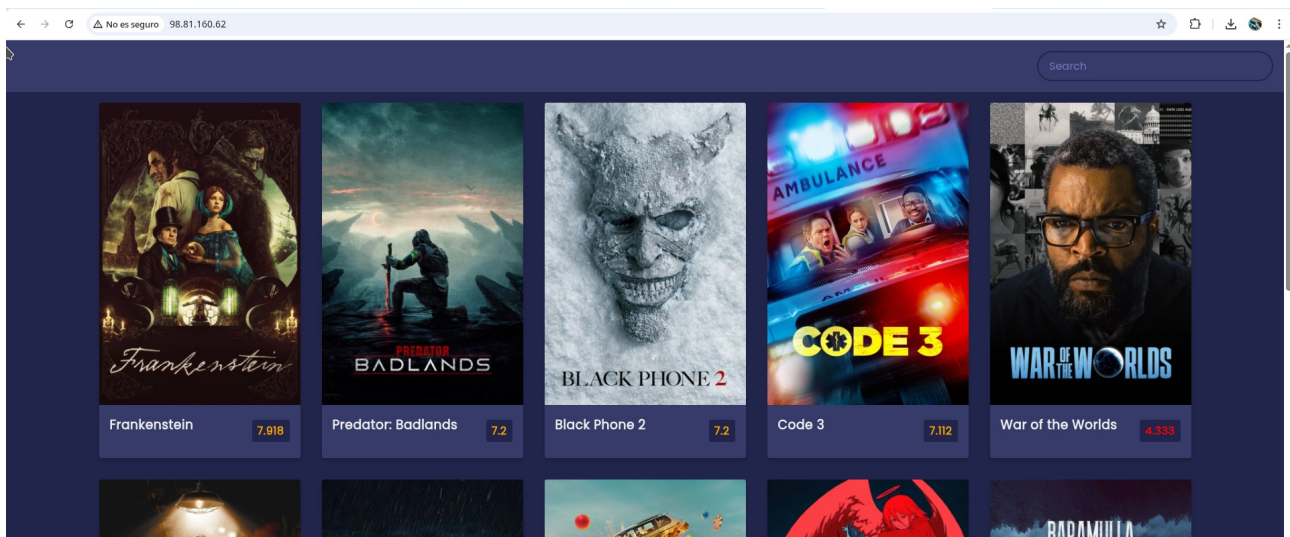 No es seguro 98.81.160.62
Search
AMBULANCE
Frankenstein
PREDATOR
BADLANDS
BLACK PHONE 2
CODE 3
WAR OF THE WORLDS
Frankenstein
7.918
Predator: Badlands
7.2
Black Phone 2
7.2
Code 3
7.112
War of the Worlds
4.333
BARAMULLA